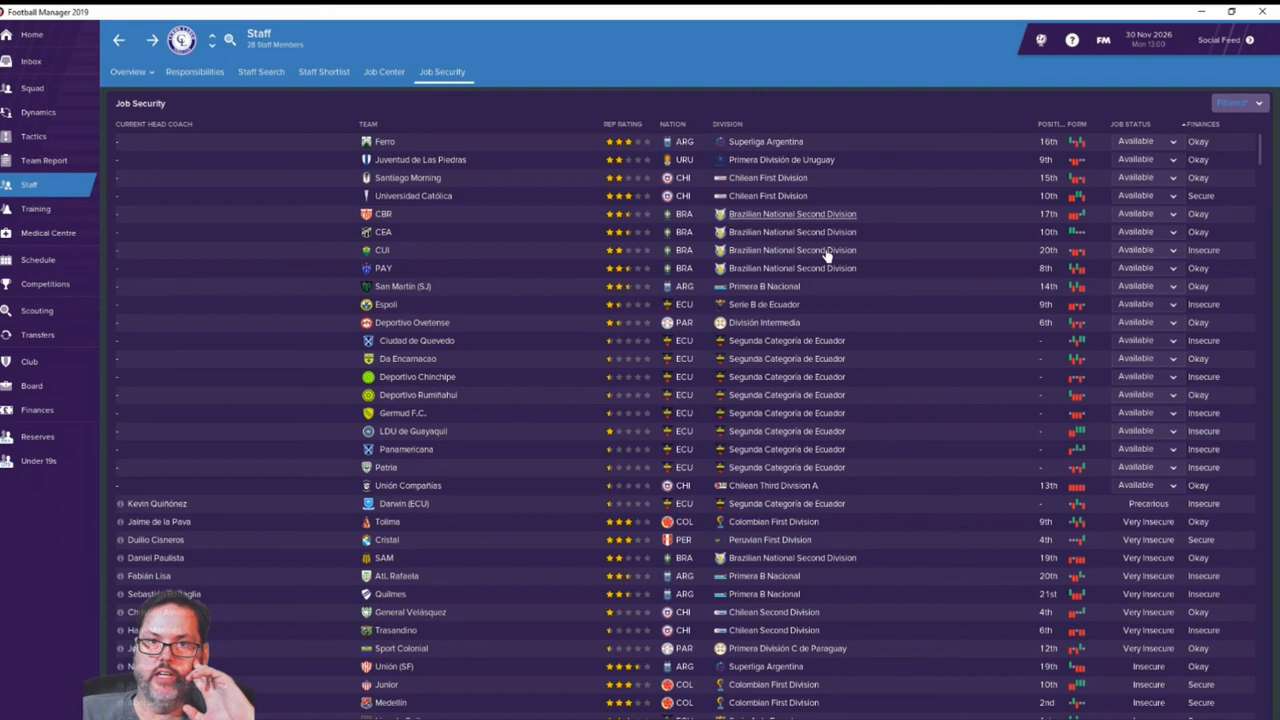 Football Manager 2019
Home
Inbox
Squad
Dynamics
Tactics
Team Report
Staff
Training
Medical Centre
Schedule
Competitions
Scouting
Transfers
Club
Board
Finances
Reserves
Under 19s
Staff
28 Staff Members
FM
30 Nov 2026
Mon 13:00
Social Feed
Overview Responsibilities Staff Search Staff Shortlist Job Center Job Security
Job Security
Filtered
CURRENT HEAD COACH TEAM REP RATING NATION DIVISION POSITI... FORM JOB STATUS FINANCES
- Ferro ARG Superliga Argentina 16th Available Okay
- Juventud de Las Piedras URU Primera División de Uruguay 9th Available Okay
- Santiago Morning CHI Chilean First Division 15th Available Okay
- Universidad Católica CHI Chilean First Division 10th Available Secure
- CBR BRA Brazilian National Second Division 17th Available Okay
- CEA BRA Brazilian National Second Division 10th Available Okay
- CUI BRA Brazilian National Second Division 20th Available Insecure
- PAY BRA Brazilian National Second Division 8th Available Okay
- San Martín (SJ) ARG Primera B Nacional 14th Available Okay
- Espoli ECU Serie B de Ecuador 9th Available Insecure
- Deportivo Ovetense PAR División Intermedia 6th Available Okay
- Ciudad de Quevedo ECU Segunda Categoría de Ecuador - Available Insecure
- Da Encarnacao ECU Segunda Categoría de Ecuador - Available Okay
- Deportivo Chinchipe ECU Segunda Categoría de Ecuador - Available Insecure
- Deportivo Rumiñahui ECU Segunda Categoría de Ecuador - Available Okay
- Germud F.C. ECU Segunda Categoría de Ecuador - Available Insecure
- LDU de Guayaquil ECU Segunda Categoría de Ecuador - Available Insecure
- Panamericana ECU Segunda Categoría de Ecuador - Available Insecure
- Patria ECU Segunda Categoría de Ecuador - Available Insecure
- Unión Compañías CHI Chilean Third Division A 13th Available Okay
Kevin Quiñónez Darwin (ECU) ECU Segunda Categoría de Ecuador - Precarious Insecure
Jaime de la Pava Tolima COL Colombian First Division 9th Very Insecure Okay
Duilio Cisneros Cristal PER Peruvian First Division 4th Very Insecure Secure
Daniel Paulista SAM BRA Brazilian National Second Division 19th Very Insecure Okay
Fabián Lisa Atl. Rafaela ARG Primera B Nacional 20th Very Insecure Okay
Quilmes ARG Primera B Nacional 21st Very Insecure Okay
General Velásquez CHI Chilean Second Division 4th Very Insecure Okay
Trasandino CHI Chilean Second Division 6th Very Insecure Okay
Sport Colonial PAR Primera División C de Paraguay 12th Very Insecure Okay
Unión (SF) ARG Superliga Argentina 19th Insecure Okay
Junior COL Colombian First Division 10th Insecure Secure
Medellín COL Colombian First Division 2nd Insecure Okay